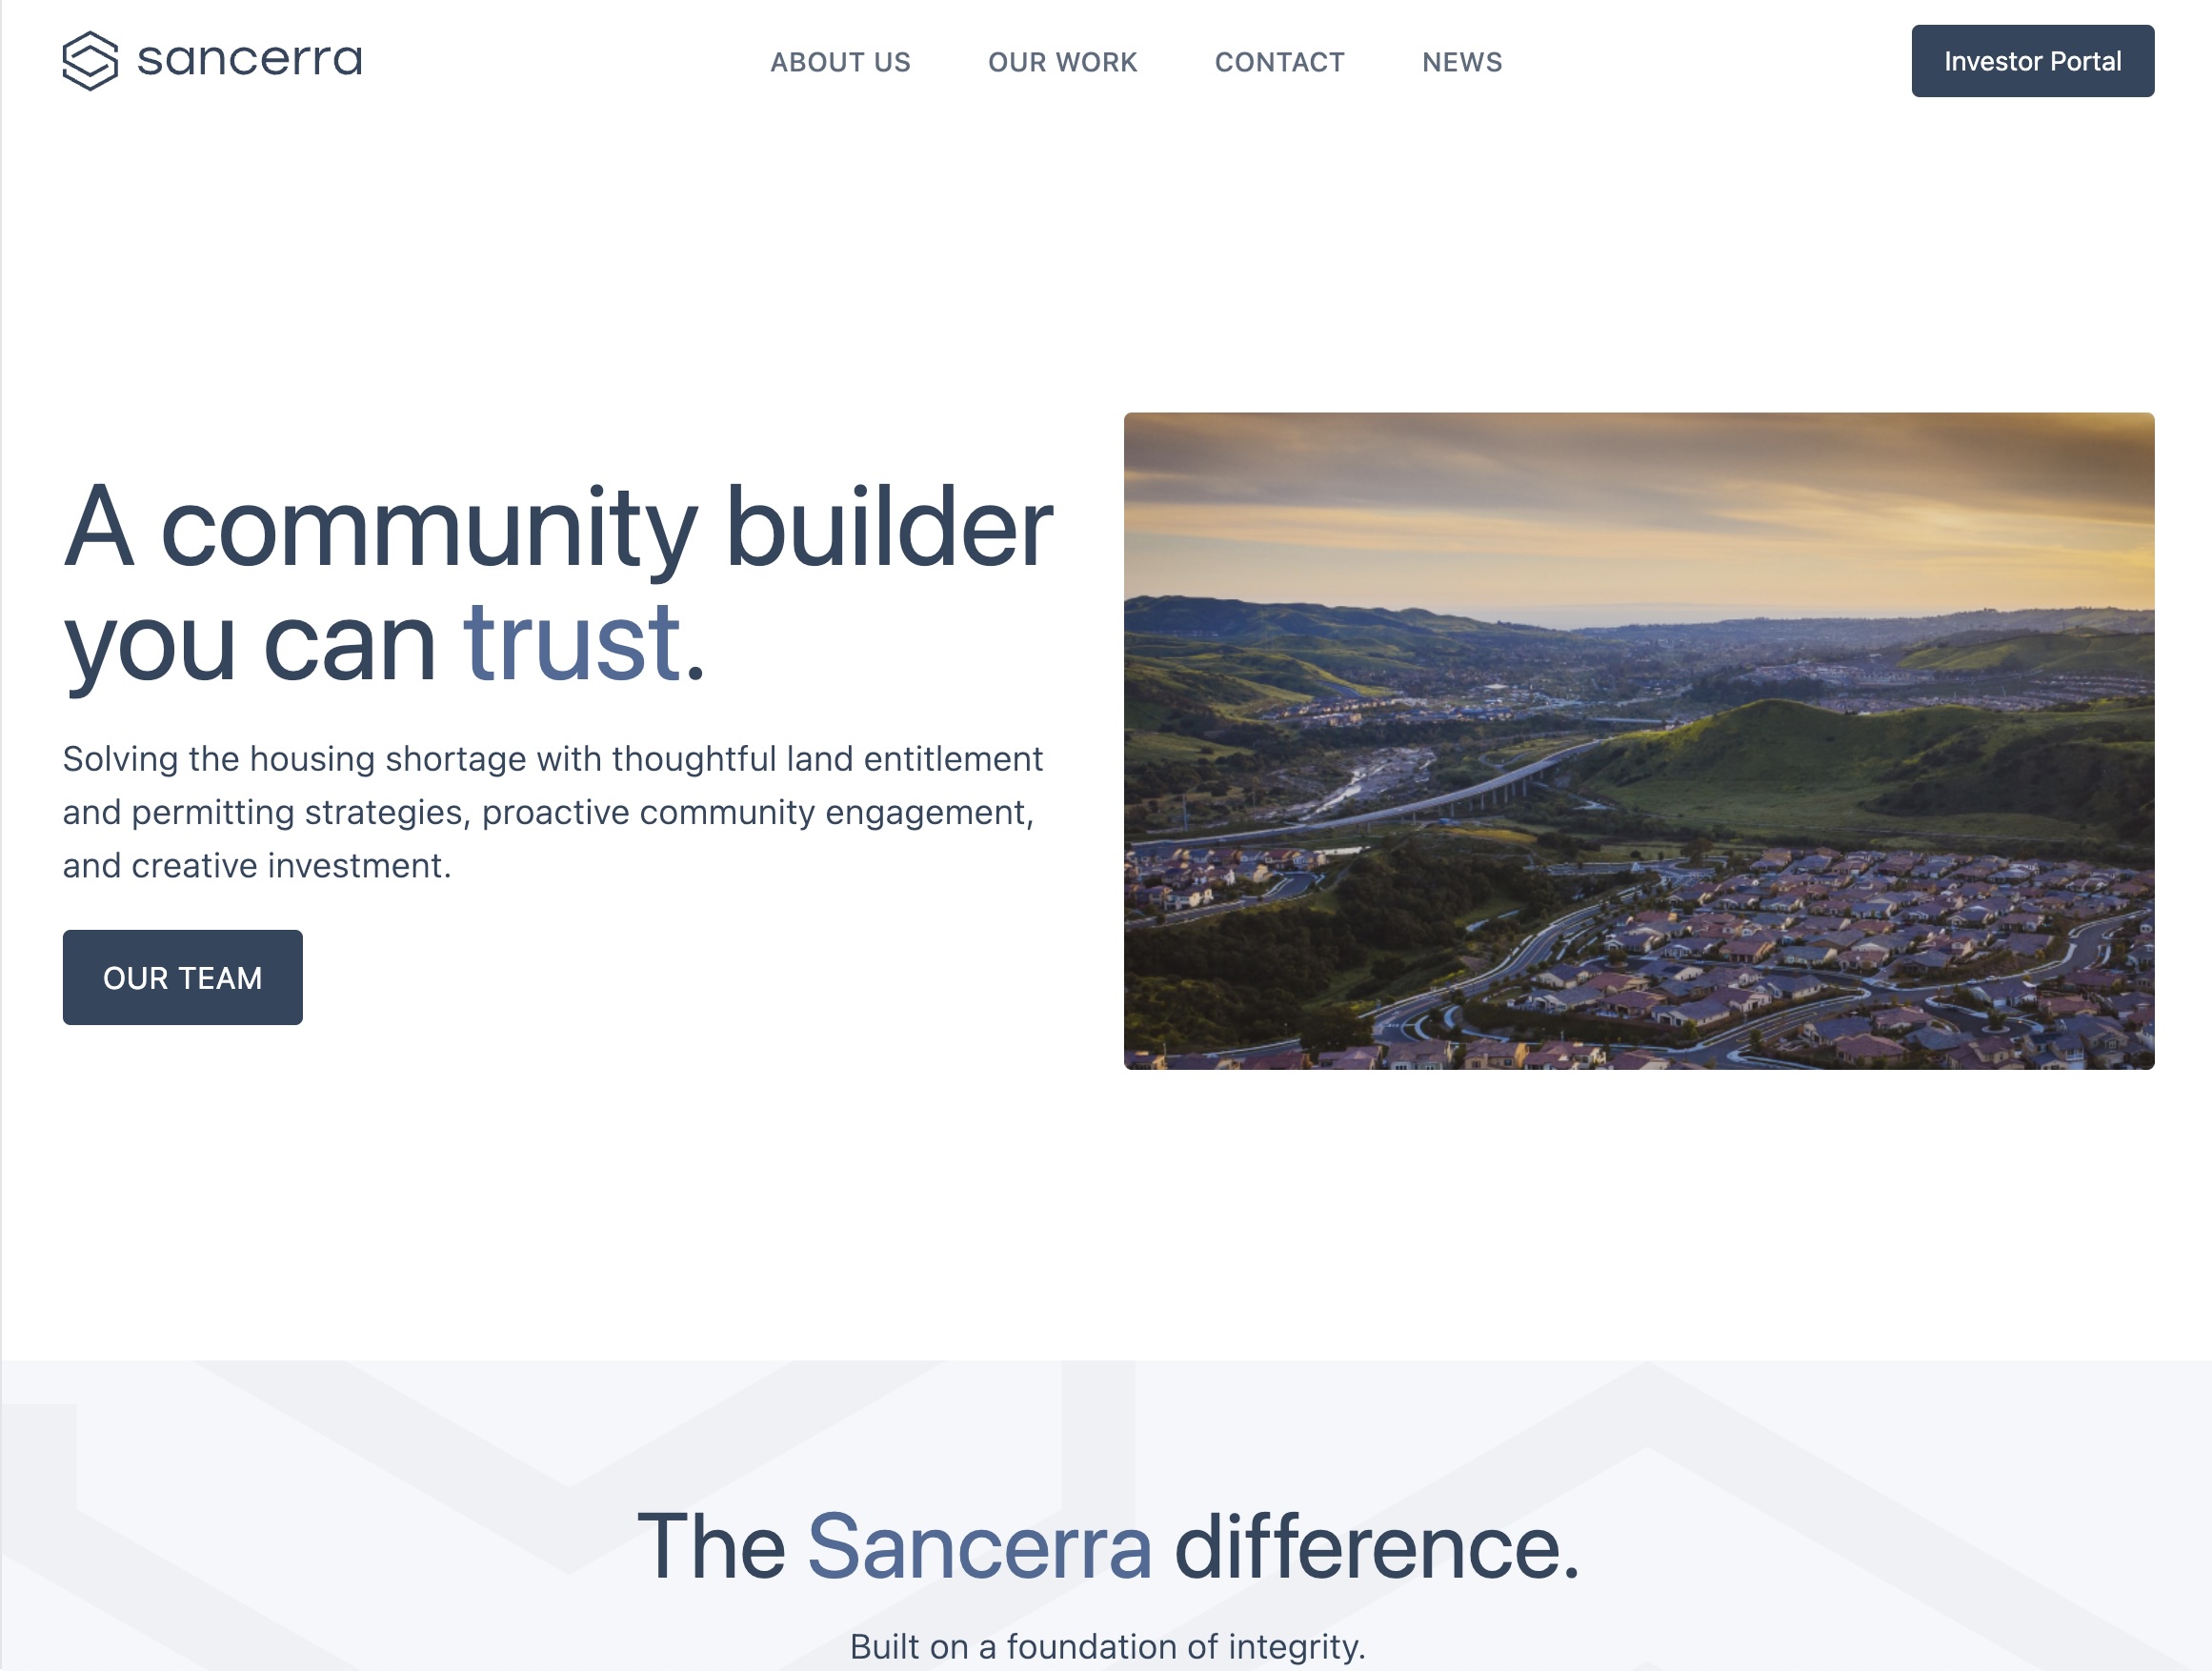 sancerra
ABOUT US
OUR WORK
CONTACT
NEWS
Investor Portal
A community builder
you can trust.
Solving the housing shortage with thoughtful land entitlement
and permitting strategies, proactive community engagement,
and creative investment.
OUR TEAM
The Sancerra difference.
Built on a foundation of integrity.